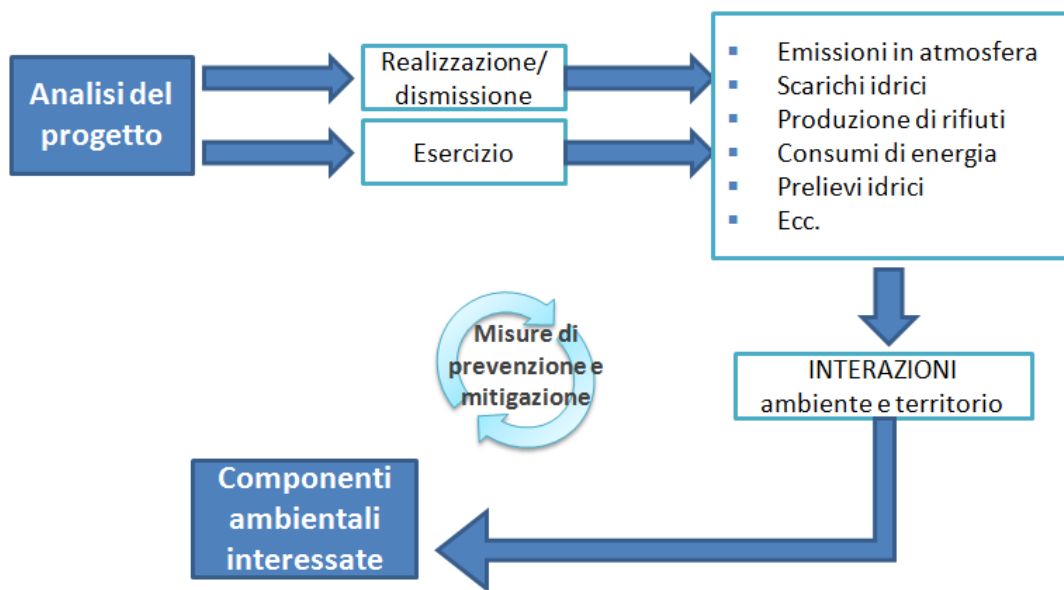 Analisi del
progetto
Realizzazione/
dismissione
Esercizio
▪ Emissioni in atmosfera
▪ Scarichi idrici
▪ Produzione di rifiuti
▪ Consumi di energia
▪ Prelievi idrici
▪ Ecc.
INTERAZIONI
ambiente e territorio
Misure di
prevenzione e
mitigazione
Componenti
ambientali
interessate